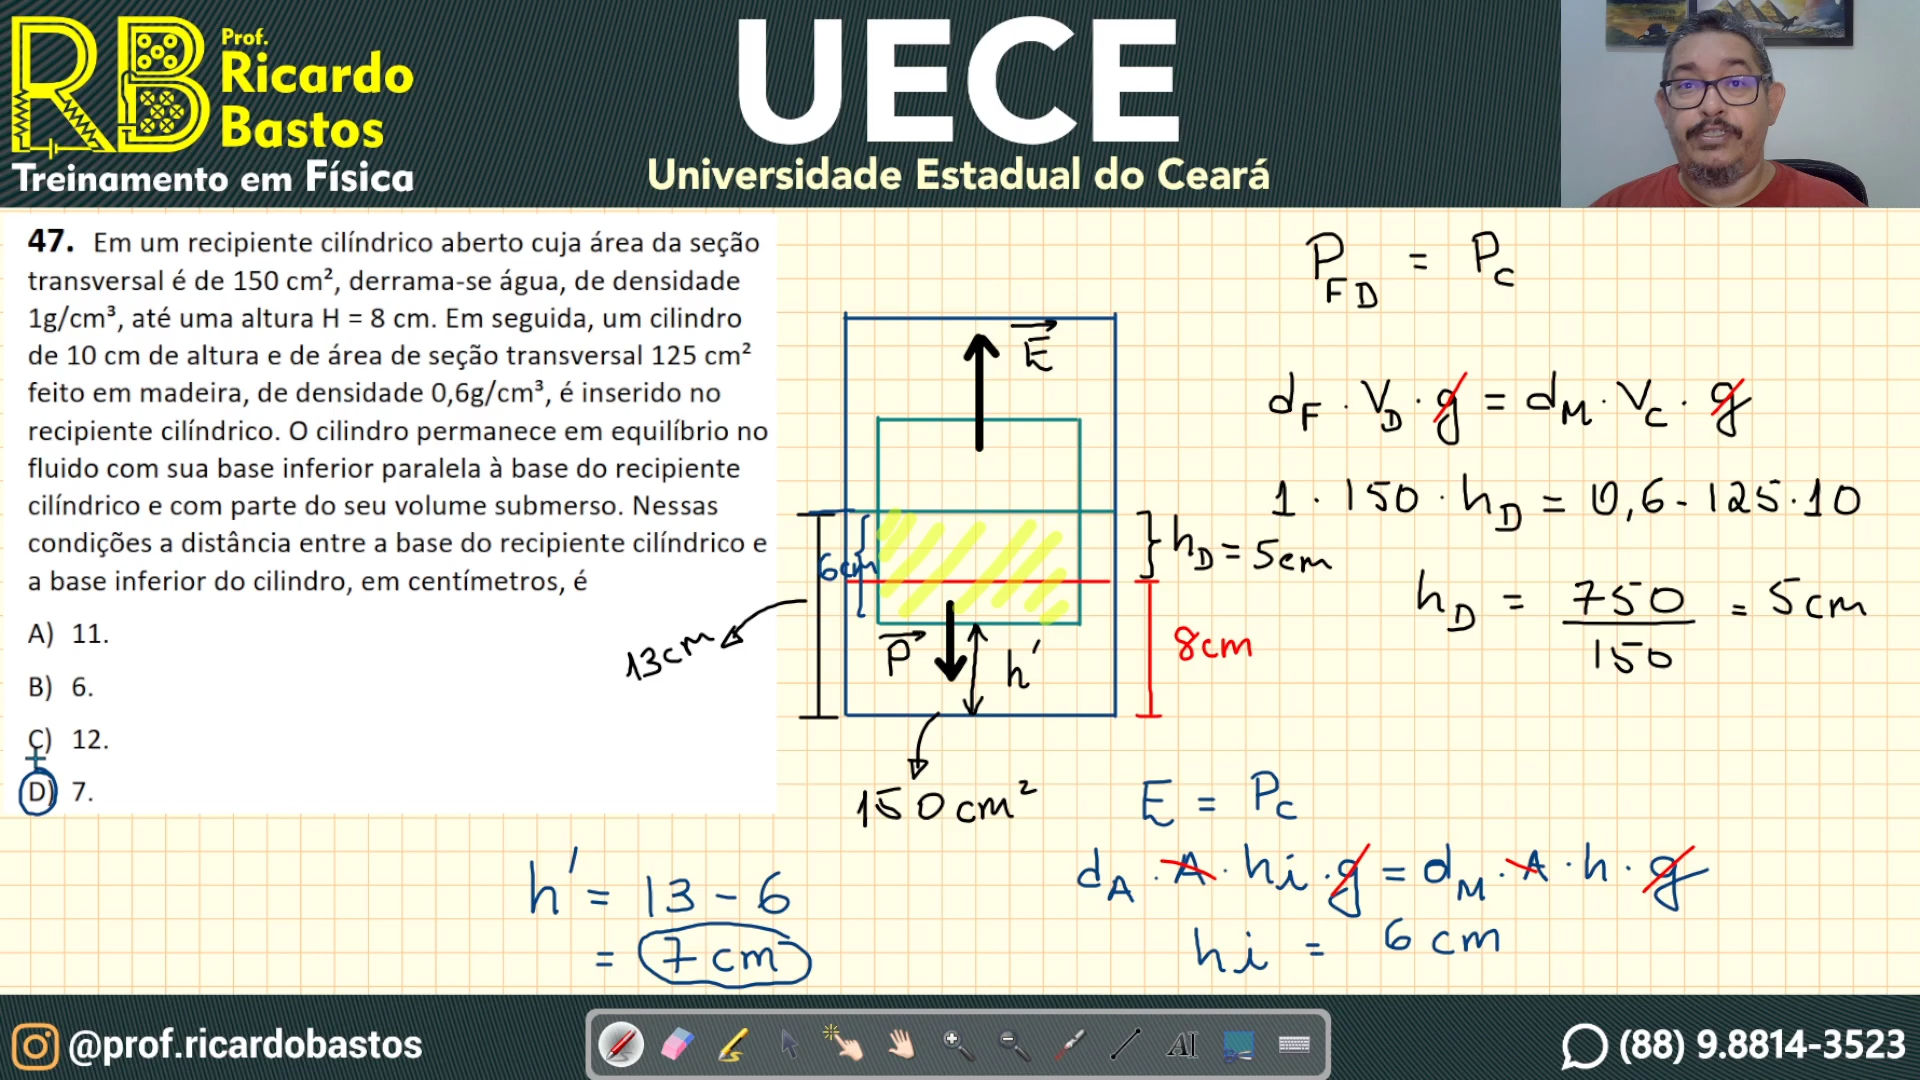 RB
Prof.
Ricardo
Bastos
Treinamento em Física
UECE
Universidade Estadual do Ceará
47. Em um recipiente cilíndrico aberto cuja área da seção
transversal é de 150 cm², derrama-se água, de densidade
1g/cm³, até uma altura H = 8 cm. Em seguida, um cilindro
de 10 cm de altura e de área de seção transversal 125 cm²
feito em madeira, de densidade 0,6g/cm³, é inserido no
recipiente cilíndrico. O cilindro permanece em equilíbrio no
fluido com sua base inferior paralela à base do recipiente
cilíndrico e com parte do seu volume submerso. Nessas
condições a distância entre a base do recipiente cilíndrico e
a base inferior do cilindro, em centímetros, é
A) 11.
B) 6.
C) 12.
D) 7.
E
6cm
13cm
P
h'
150 cm²
h_D = 5cm
8cm
P_FD = P_C
d_F . V_D . g = d_M . V_C . g
1 . 150 . h_D = 0,6 - 125 . 10
h_D = 750/150 = 5cm
E = P_C
d_A . A . hi . g = d_M . A . h . g
hi = 6 cm
h' = 13 - 6
= 7 cm
@prof.ricardobastos
AI
(88) 9.8814-3523